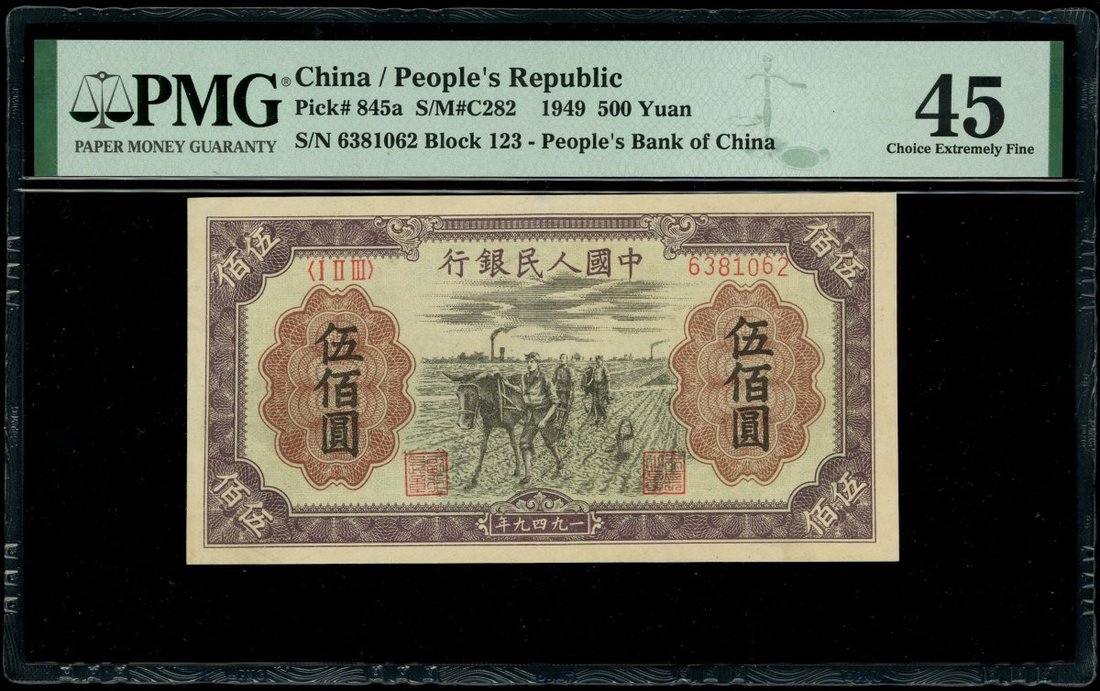 PMG®
PAPER MONEY GUARANTY
China / People's Republic
Pick# 845a S/M#C282 1949 500 Yuan
S/N 6381062 Block 123 - People's Bank of China
45
Choice Extremely Fine
伍佰
伍佰
中國人民銀行
〈I II III〉
6381062
伍佰圓
伍佰圓
伍佰
伍佰
一九四九年